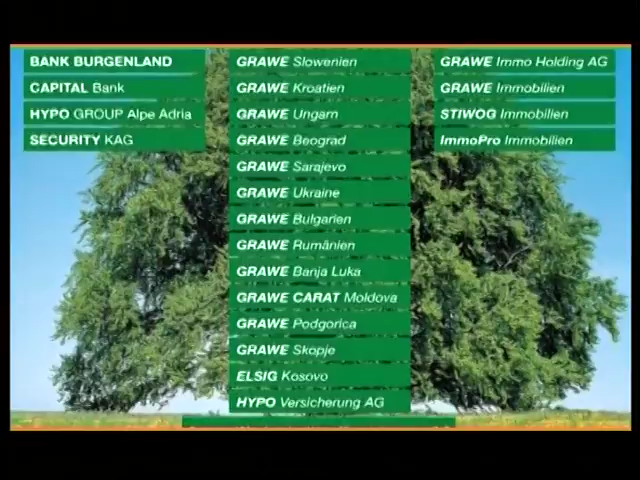 BANK BURGENLAND
CAPITAL Bank
HYPO GROUP Alpe Adria
SECURITY KAG
GRAWE Slowenien
GRAWE Kroatien
GRAWE Ungarn
GRAWE Beograd
GRAWE Sarajevo
GRAWE Ukraine
GRAWE Bulgarien
GRAWE Rumänien
GRAWE Banja Luka
GRAWE CARAT Moldova
GRAWE Podgorica
GRAWE Skopje
ELSIG Kosovo
HYPO Versicherung AG
GRAWE Immo Holding AG
GRAWE Immobilien
STIWOG Immobilien
ImmoPro Immobilien